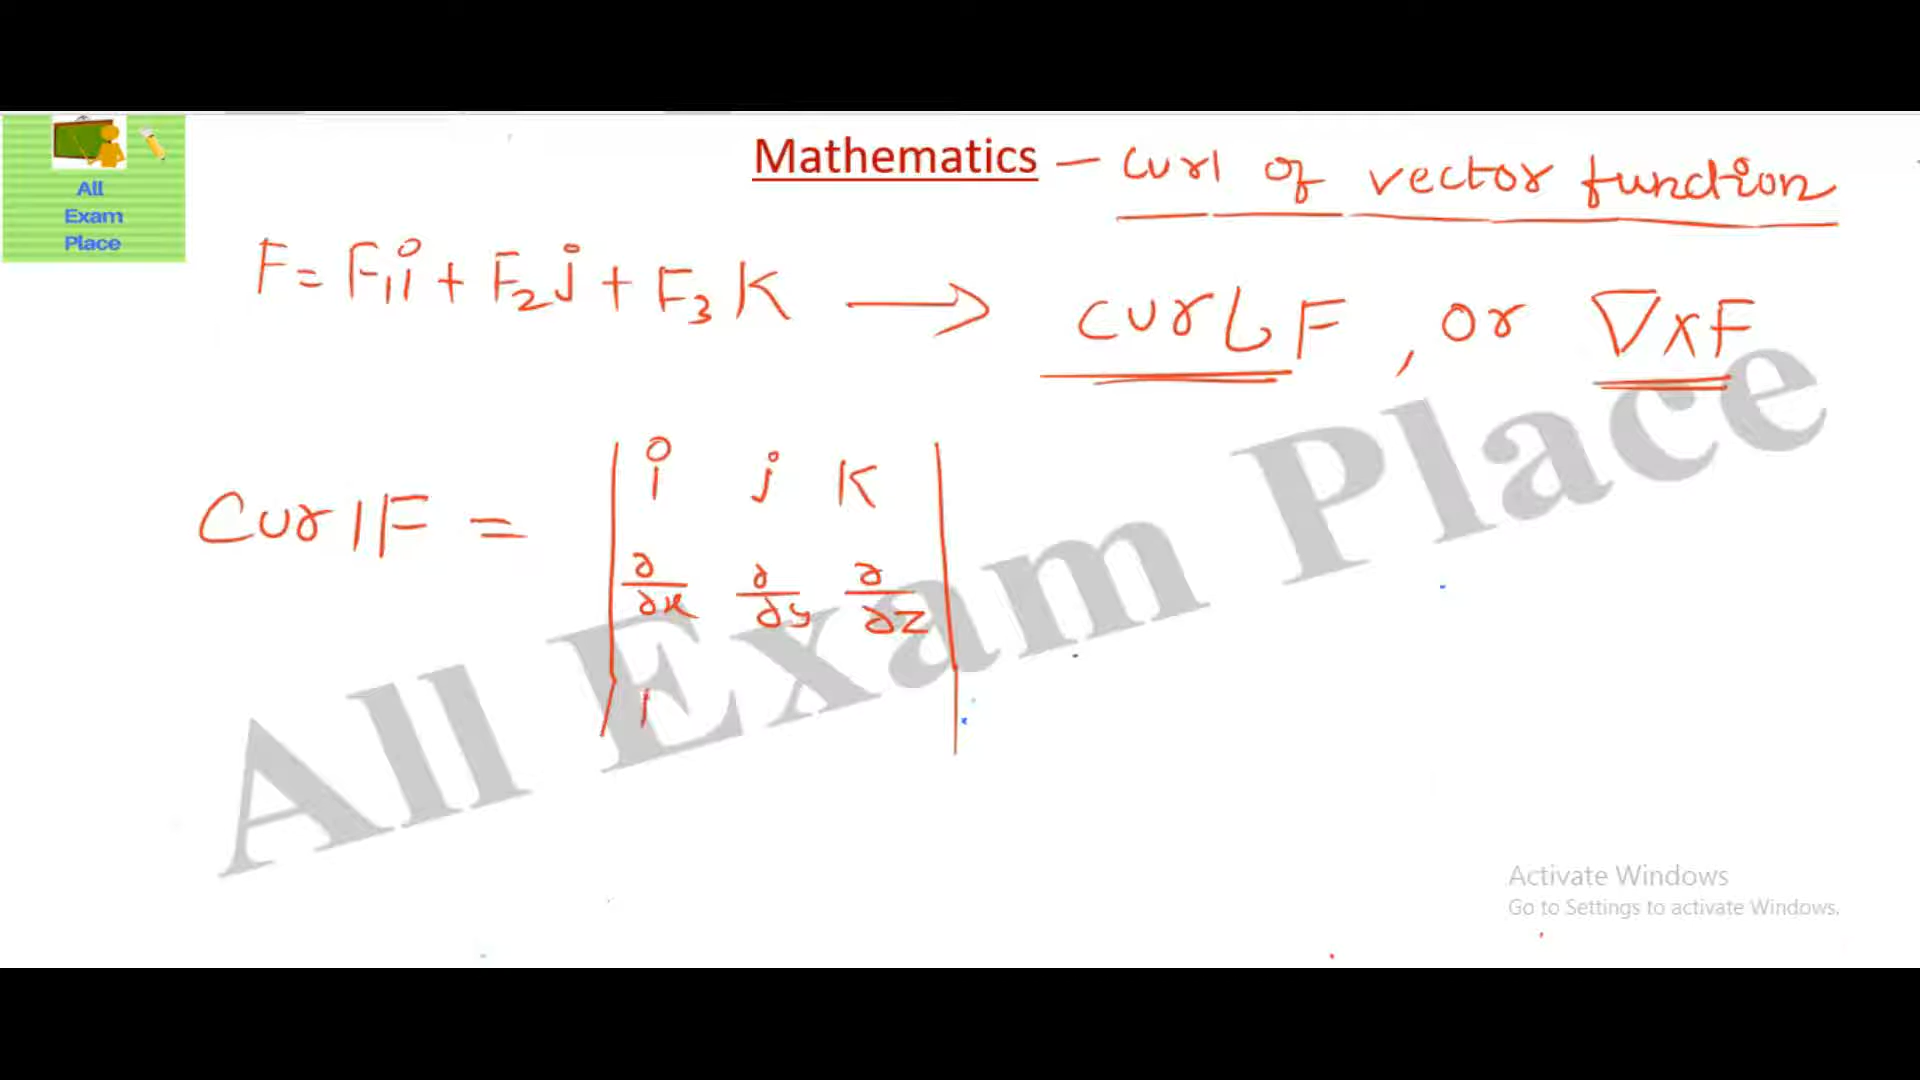 Mathematics – curl of vector function
All
Exam
Place
F = F₁i + F₂j + F₃K → curl F , or ∇×F
i j K
Curl F =
∂/∂x ∂/∂y ∂/∂z
All Exam Place
Activate Windows
Go to Settings to activate Windows.